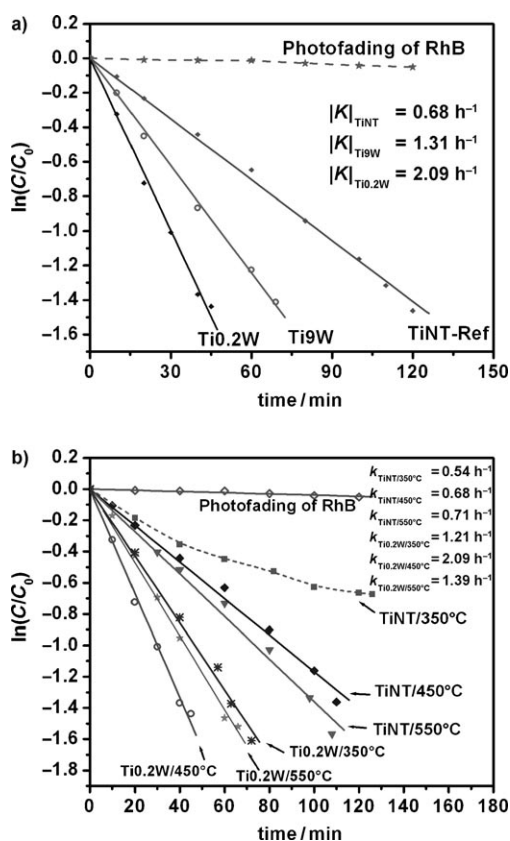 a)
0.2
0.0
−0.2
−0.4
−0.6
−0.8
−1.0
−1.2
−1.4
−1.6
ln(C/C₀)
Photofading of RhB
|K|TiNT = 0.68 h⁻¹
|K|Ti9W = 1.31 h⁻¹
|K|Ti0.2W = 2.09 h⁻¹
Ti0.2W
Ti9W
TiNT-Ref
0 30 60 90 120 150
time / min
b)
0.2
0.0
−0.2
−0.4
−0.6
−0.8
−1.0
−1.2
−1.4
−1.6
−1.8
ln(C/C₀)
Photofading of RhB
kTiNT/350°C = 0.54 h⁻¹
kTiNT/450°C = 0.68 h⁻¹
kTiNT/550°C = 0.71 h⁻¹
kTi0.2W/350°C = 1.21 h⁻¹
kTi0.2W/450°C = 2.09 h⁻¹
kTi0.2W/550°C = 1.39 h⁻¹
TiNT/350°C
TiNT/450°C
TiNT/550°C
Ti0.2W/350°C
Ti0.2W/550°C
Ti0.2W/450°C
0 20 40 60 80 100 120 140 160 180
time / min